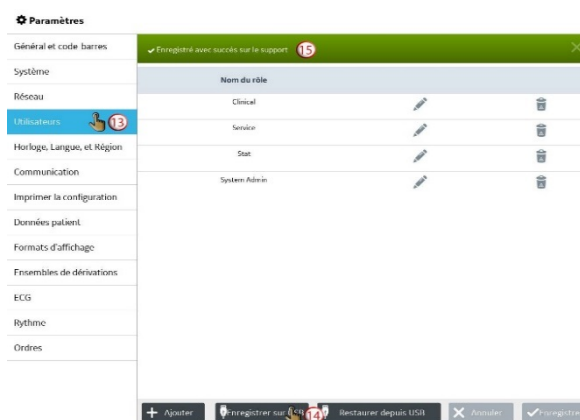 Paramètres
Général et code barres
Enregistré avec succès sur le support 15
Système
Nom du rôle
Réseau
Clinical
Utilisateurs 13
Service
Horloge, Langue, et Région
Stat
Communication
System Admin
Imprimer la configuration
Données patient
Formats d'affichage
Ensembles de dérivations
ECG
Rythme
Ordres
Ajouter
Enregistrer sur 14
Restaurer depuis USB
Annuler